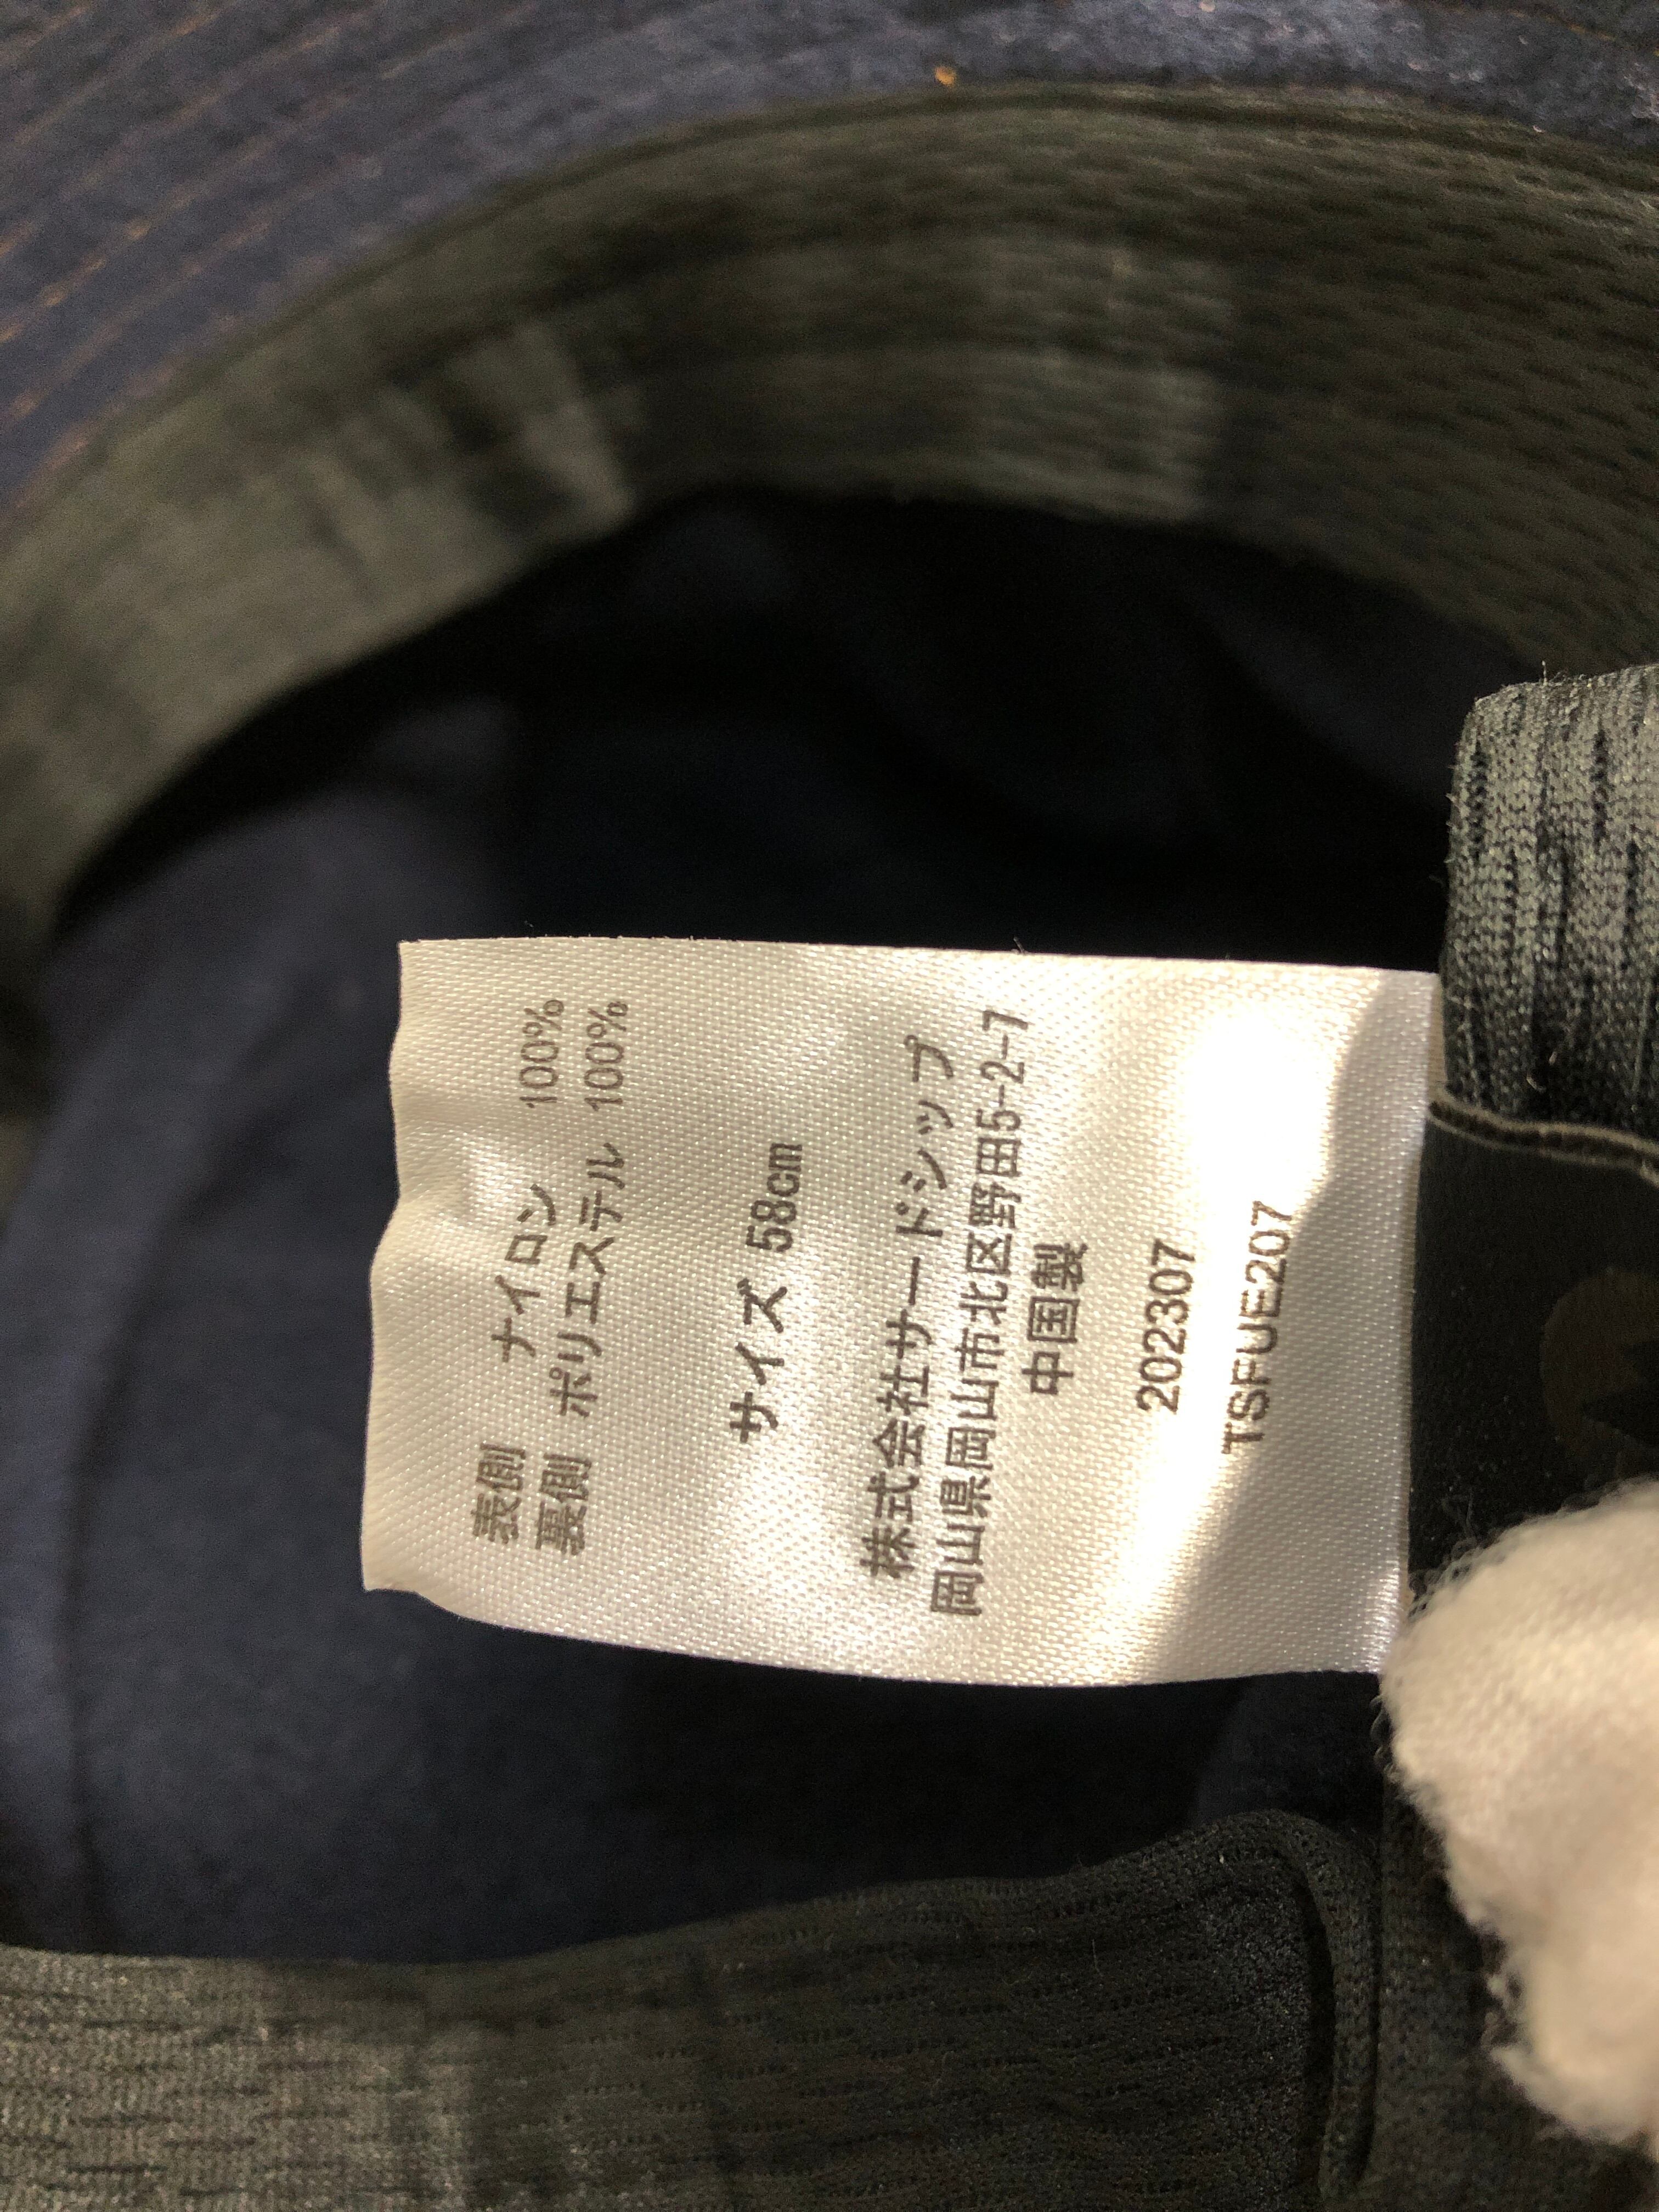 表側 ナイロン 100%
裏側 ポリエステル 100%
サイズ 58cm
株式会社サードシップ
岡山県岡山市北区野田5-2-7
中国製
202307
TSFUE207